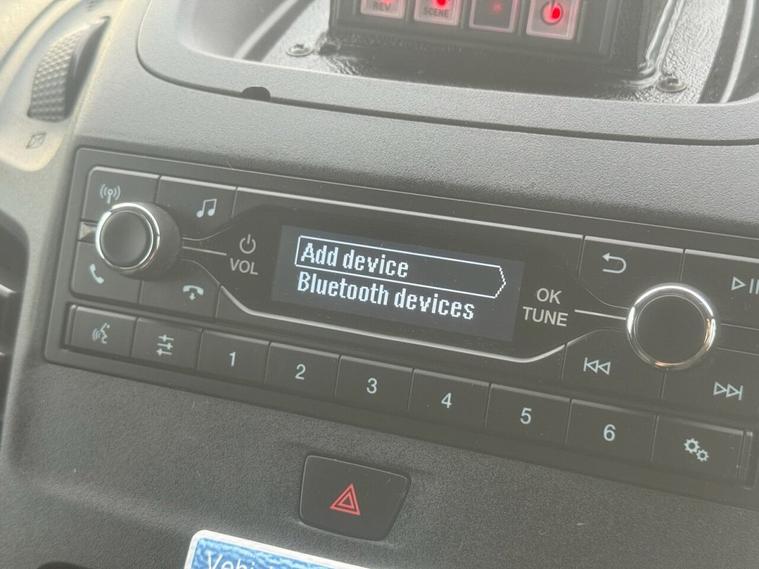 REV
SCENE
VOL
Add device
Bluetooth devices
OK
TUNE
1
2
3
4
5
6